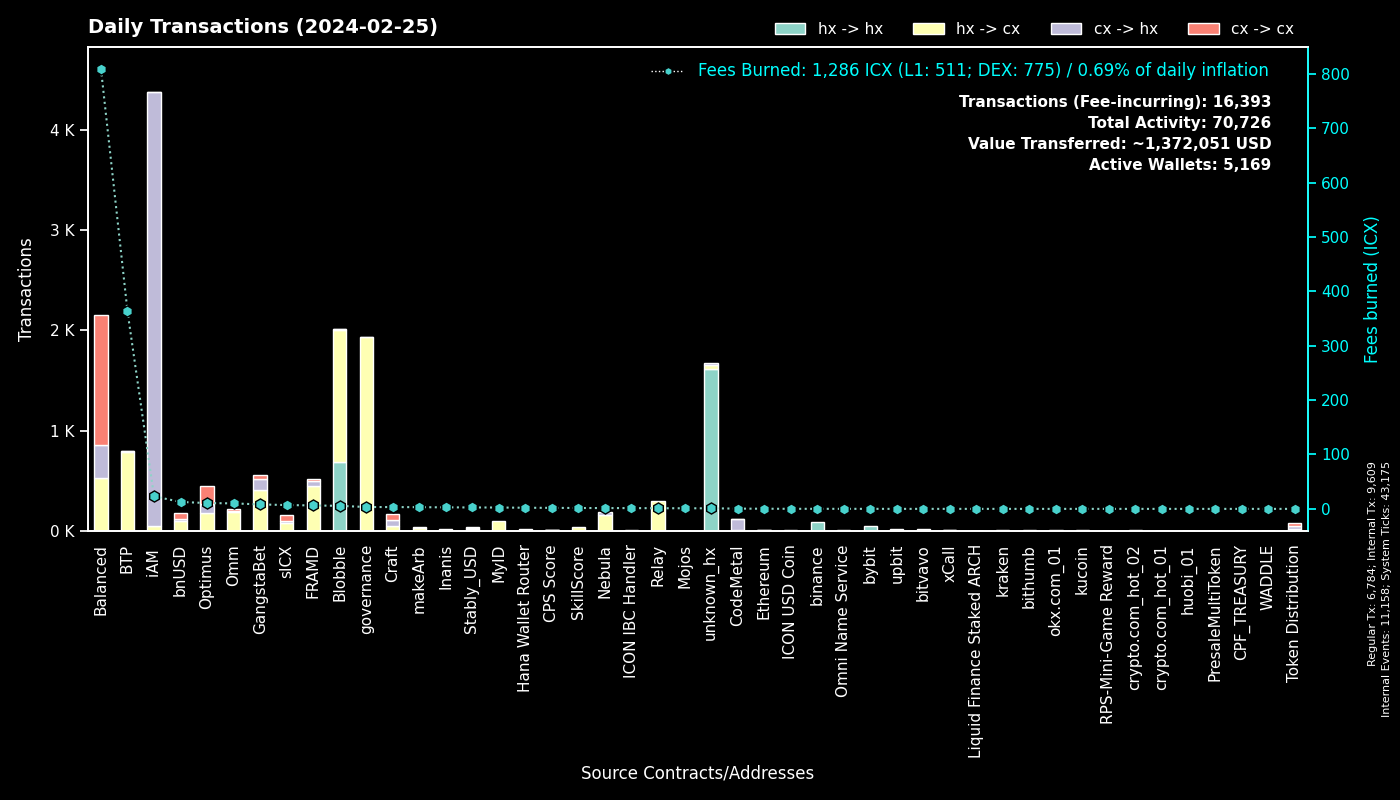 Daily Transactions (2024-02-25)
hx -> hx
hx -> cx
cx -> hx
cx -> cx
Fees Burned: 1,286 ICX (L1: 511; DEX: 775) / 0.69% of daily inflation
Transactions (Fee-incurring): 16,393
Total Activity: 70,726
Value Transferred: ~1,372,051 USD
Active Wallets: 5,169
Transactions
4 K
3 K
2 K
1 K
0 K
800
700
600
500
400
300
200
100
0
Fees burned (ICX)
Balanced
BTP
iAM
bnUSD
Optimus
Omm
GangstaBet
sICX
FRAMD
Blobble
governance
Craft
makeArb
Inanis
Stably_USD
MyID
Hana Wallet Router
CPS Score
SkillScore
Nebula
ICON IBC Handler
Relay
Mojos
unknown_hx
CodeMetal
Ethereum
ICON USD Coin
binance
Omni Name Service
bybit
upbit
bitvavo
xCall
Liquid Finance Staked ARCH
kraken
bithumb
okx.com_01
kucoin
RPS-Mini-Game Reward
crypto.com_hot_02
crypto.com_hot_01
huobi_01
PresaleMultiToken
CPF_TREASURY
WADDLE
Token Distribution
Source Contracts/Addresses
Regular Tx: 6,784; Internal Tx: 9,609
Internal Events: 11,158; System Ticks: 43,175